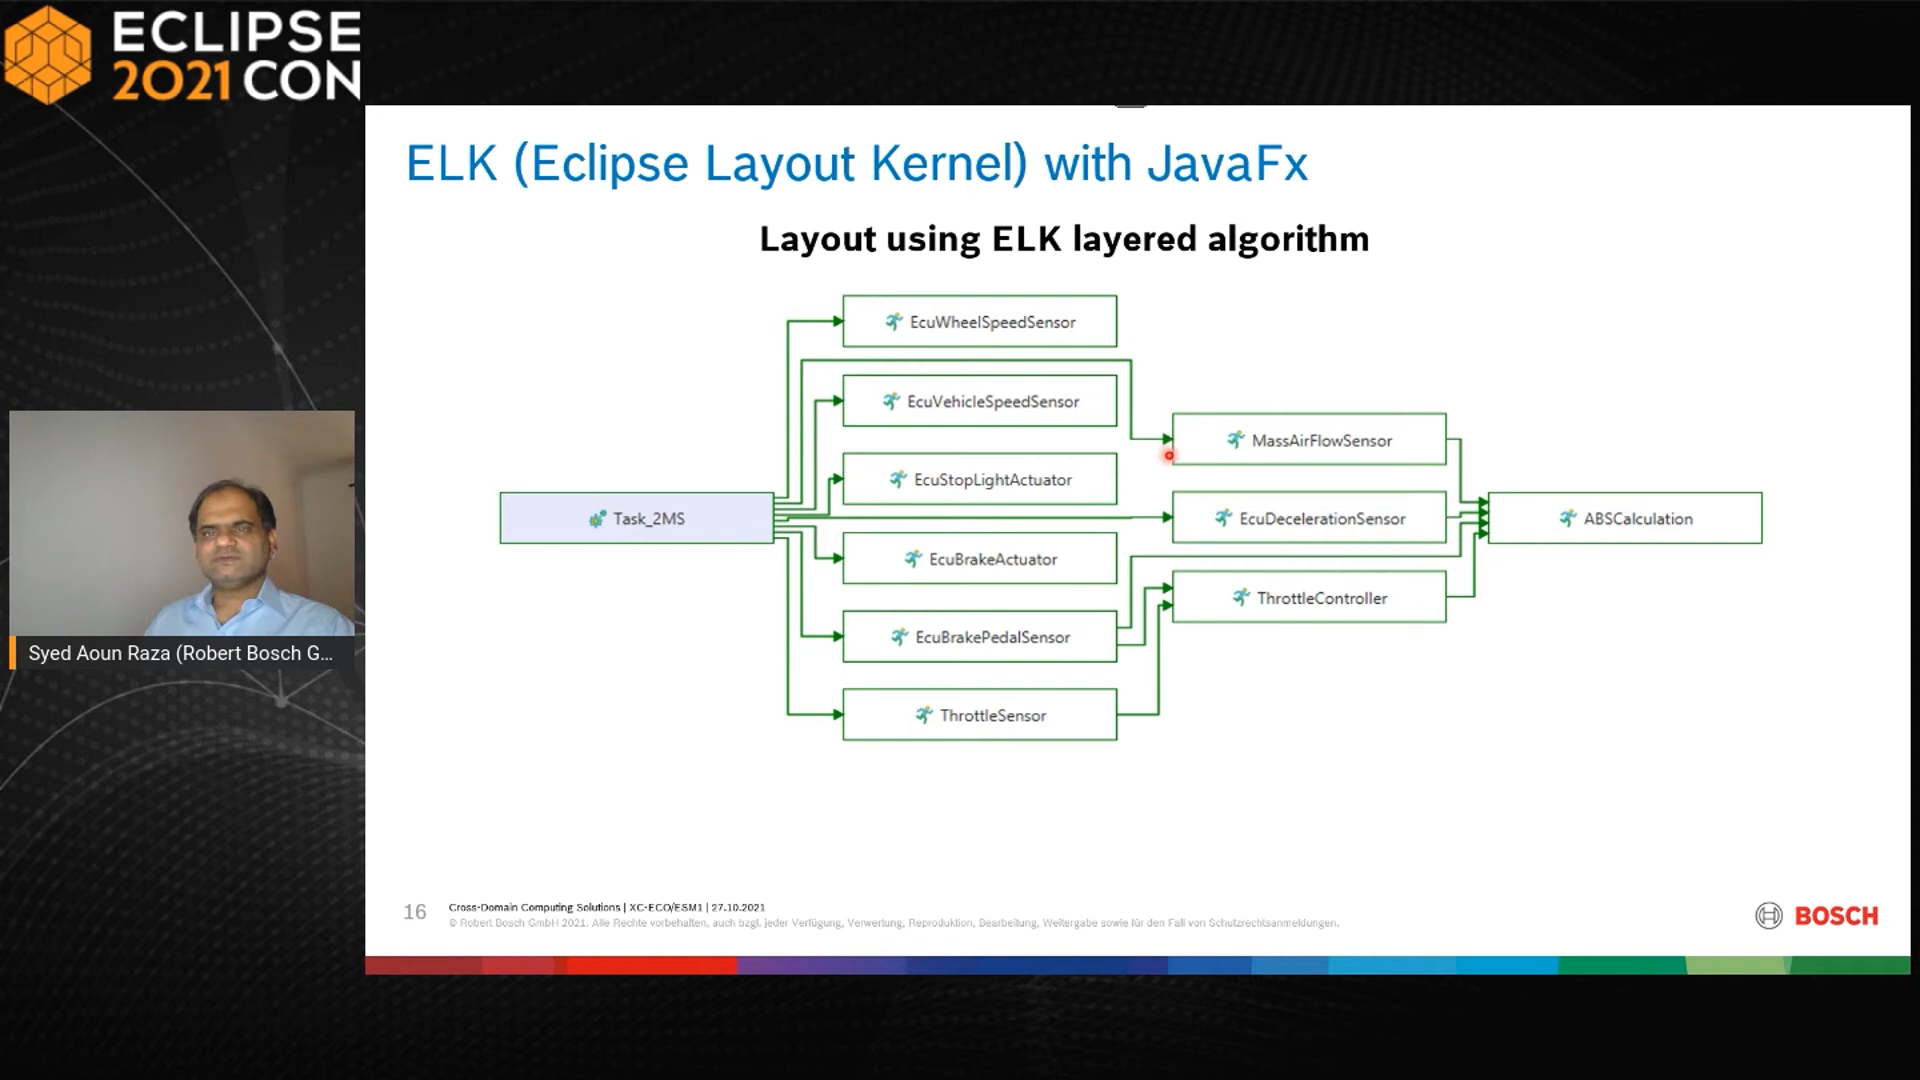 ECLIPSE
2021 CON
ELK (Eclipse Layout Kernel) with JavaFx
Layout using ELK layered algorithm
EcuWheelSpeedSensor
EcuVehicleSpeedSensor
MassAirFlowSensor
EcuStopLightActuator
Task_2MS
EcuDecelerationSensor
ABSCalculation
EcuBrakeActuator
ThrottleController
EcuBrakePedalSensor
ThrottleSensor
Syed Aoun Raza (Robert Bosch G...
16
Cross-Domain Computing Solutions | XC-ECO/ESM1 | 27.10.2021
© Robert Bosch GmbH 2021. Alle Rechte vorbehalten, auch bzgl. jeder Verfügung, Verwertung, Reproduktion, Bearbeitung, Weitergabe sowie für den Fall von Schutzrechtsanmeldungen.
BOSCH